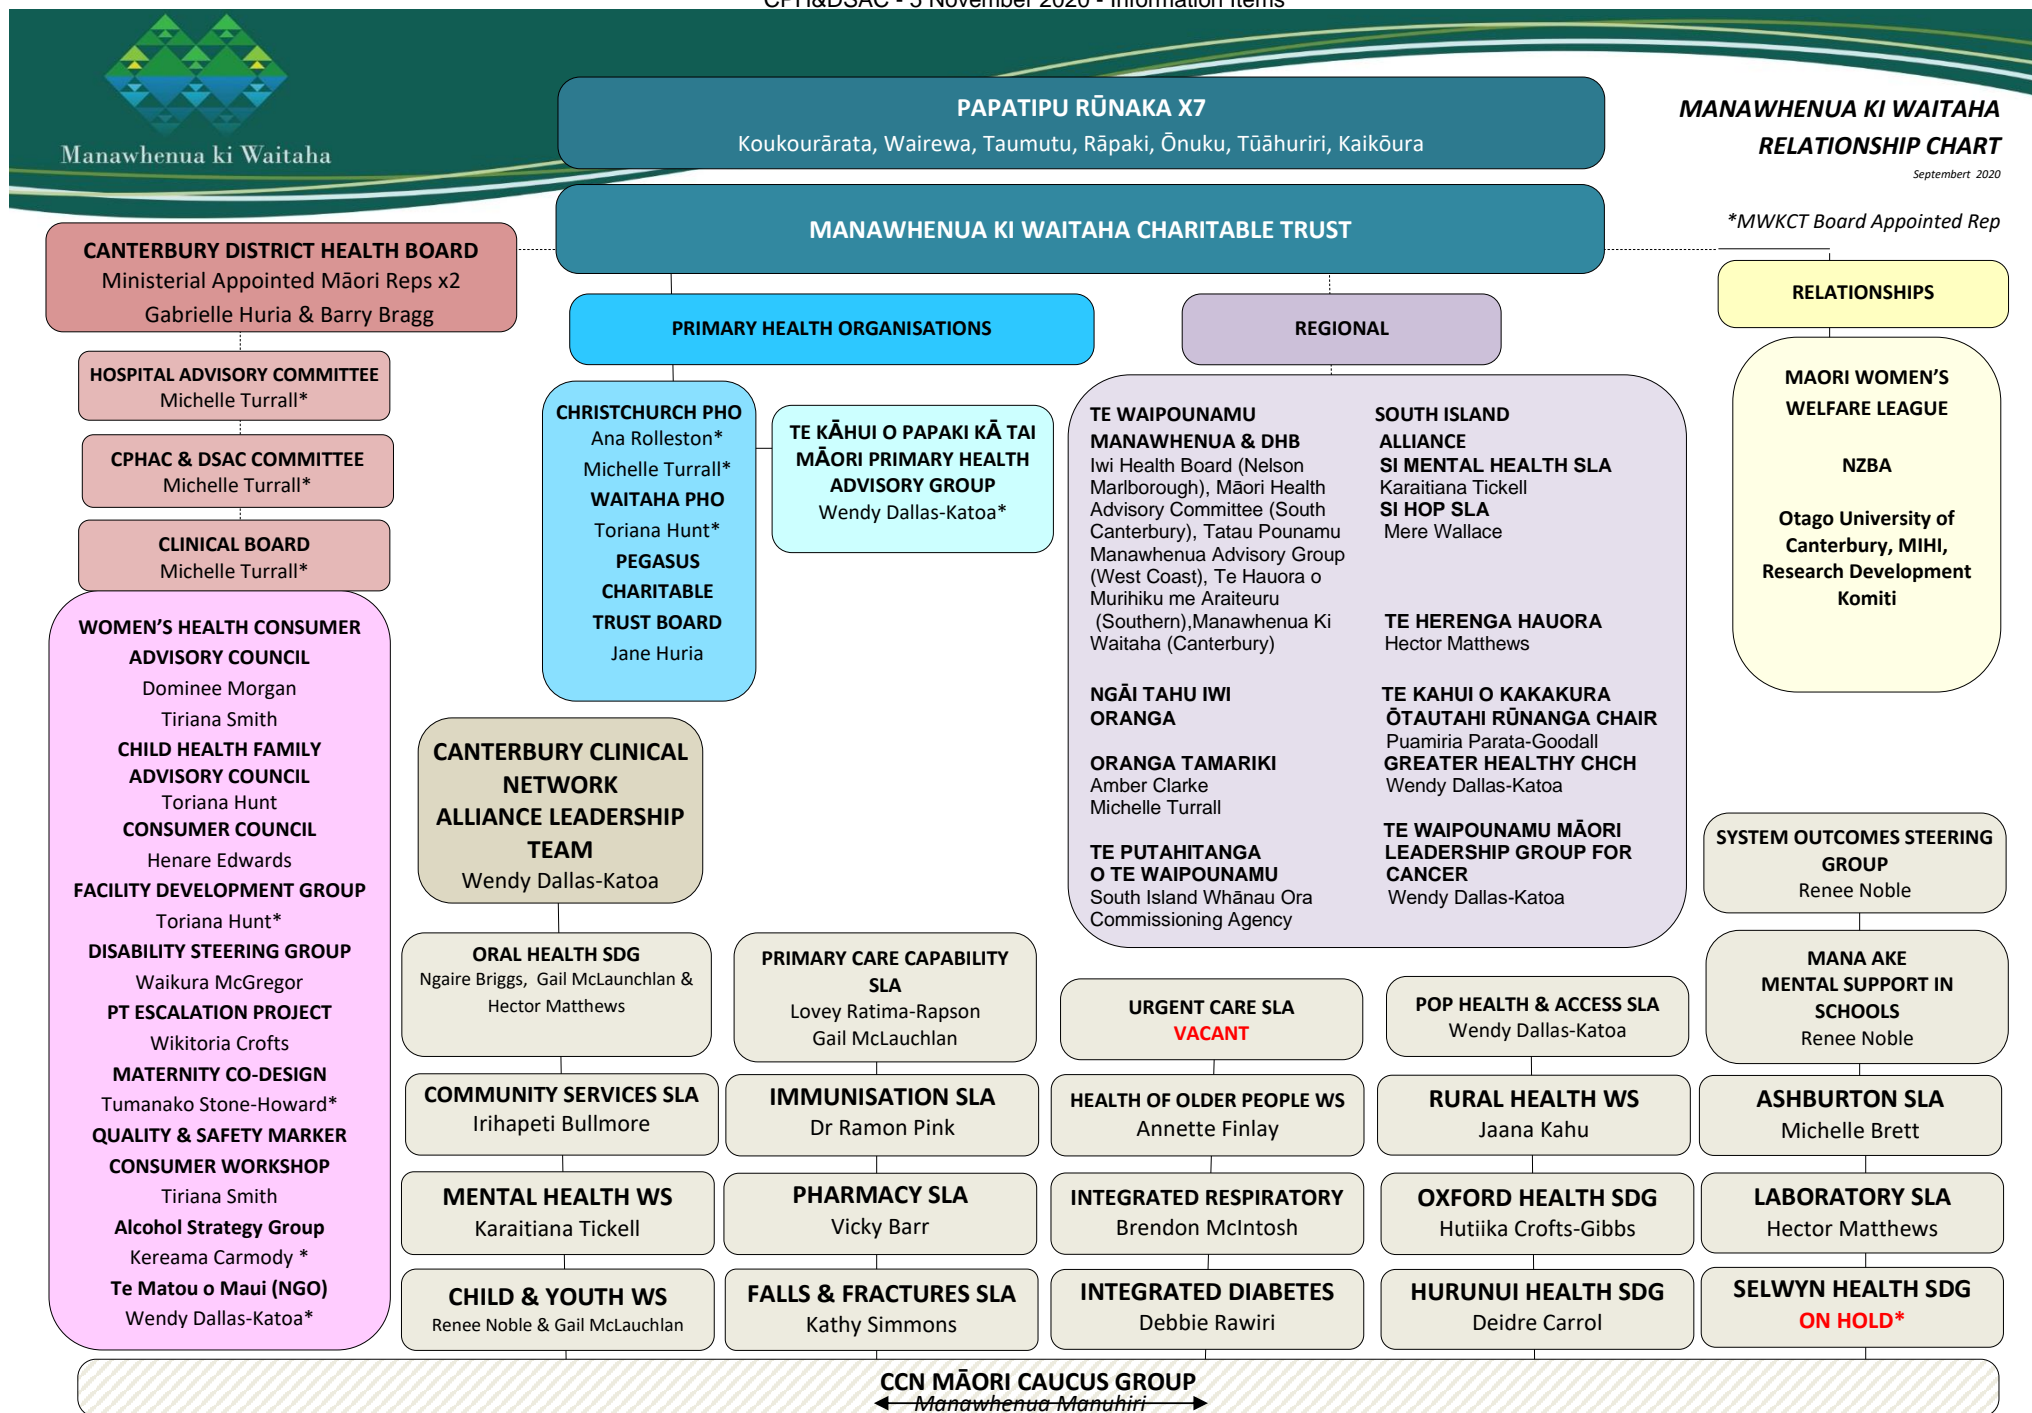 CPH&DSAC - 5 November 2020 - Information Items
Manawhenua ki Waitaha
PAPATIPU RŪNAKA X7
Koukourārata, Wairewa, Taumutu, Rāpaki, Ōnuku, Tūāhuriri, Kaikōura
MANAWHENUA KI WAITAHA
RELATIONSHIP CHART
Septembert 2020
*MWKCT Board Appointed Rep
MANAWHENUA KI WAITAHA CHARITABLE TRUST
CANTERBURY DISTRICT HEALTH BOARD
Ministerial Appointed Māori Reps x2
Gabrielle Huria & Barry Bragg
HOSPITAL ADVISORY COMMITTEE
Michelle Turrall*
CPHAC & DSAC COMMITTEE
Michelle Turrall*
CLINICAL BOARD
Michelle Turrall*
WOMEN'S HEALTH CONSUMER
ADVISORY COUNCIL
Dominee Morgan
Tiriana Smith
CHILD HEALTH FAMILY
ADVISORY COUNCIL
Toriana Hunt
CONSUMER COUNCIL
Henare Edwards
FACILITY DEVELOPMENT GROUP
Toriana Hunt*
DISABILITY STEERING GROUP
Waikura McGregor
PT ESCALATION PROJECT
Wikitoria Crofts
MATERNITY CO-DESIGN
Tumanako Stone-Howard*
QUALITY & SAFETY MARKER
CONSUMER WORKSHOP
Tiriana Smith
Alcohol Strategy Group
Kereama Carmody *
Te Matou o Maui (NGO)
Wendy Dallas-Katoa*
PRIMARY HEALTH ORGANISATIONS
CHRISTCHURCH PHO
Ana Rolleston*
Michelle Turrall*
WAITAHA PHO
Toriana Hunt*
PEGASUS
CHARITABLE
TRUST BOARD
Jane Huria
TE KĀHUI O PAPAKI KĀ TAI
MĀORI PRIMARY HEALTH
ADVISORY GROUP
Wendy Dallas-Katoa*
REGIONAL
TE WAIPOUNAMU
MANAWHENUA & DHB
Iwi Health Board (Nelson
Marlborough), Māori Health
Advisory Committee (South
Canterbury), Tatau Pounamu
Manawhenua Advisory Group
(West Coast), Te Hauora o
Murihiku me Araiteuru
(Southern),Manawhenua Ki
Waitaha (Canterbury)
NGĀI TAHU IWI
ORANGA
ORANGA TAMARIKI
Amber Clarke
Michelle Turrall
TE PUTAHITANGA
O TE WAIPOUNAMU
South Island Whānau Ora
Commissioning Agency
SOUTH ISLAND
ALLIANCE
SI MENTAL HEALTH SLA
Karaitiana Tickell
SI HOP SLA
Mere Wallace
TE HERENGA HAUORA
Hector Matthews
TE KAHUI O KAKAKURA
ŌTAUTAHI RŪNANGA CHAIR
Puamiria Parata-Goodall
GREATER HEALTHY CHCH
Wendy Dallas-Katoa
TE WAIPOUNAMU MĀORI
LEADERSHIP GROUP FOR
CANCER
Wendy Dallas-Katoa
RELATIONSHIPS
MAORI WOMEN'S
WELFARE LEAGUE
NZBA
Otago University of
Canterbury, MIHI,
Research Development
Komiti
CANTERBURY CLINICAL
NETWORK
ALLIANCE LEADERSHIP
TEAM
Wendy Dallas-Katoa
ORAL HEALTH SDG
Ngaire Briggs, Gail McLaunchlan &
Hector Matthews
PRIMARY CARE CAPABILITY
SLA
Lovey Ratima-Rapson
Gail McLauchlan
URGENT CARE SLA
VACANT
POP HEALTH & ACCESS SLA
Wendy Dallas-Katoa
SYSTEM OUTCOMES STEERING
GROUP
Renee Noble
MANA AKE
MENTAL SUPPORT IN
SCHOOLS
Renee Noble
COMMUNITY SERVICES SLA
Irihapeti Bullmore
IMMUNISATION SLA
Dr Ramon Pink
HEALTH OF OLDER PEOPLE WS
Annette Finlay
RURAL HEALTH WS
Jaana Kahu
ASHBURTON SLA
Michelle Brett
MENTAL HEALTH WS
Karaitiana Tickell
PHARMACY SLA
Vicky Barr
INTEGRATED RESPIRATORY
Brendon McIntosh
OXFORD HEALTH SDG
Hutiika Crofts-Gibbs
LABORATORY SLA
Hector Matthews
CHILD & YOUTH WS
Renee Noble & Gail McLauchlan
FALLS & FRACTURES SLA
Kathy Simmons
INTEGRATED DIABETES
Debbie Rawiri
HURUNUI HEALTH SDG
Deidre Carrol
SELWYN HEALTH SDG
ON HOLD*
CCN MĀORI CAUCUS GROUP
Manawhenua Manuhiri